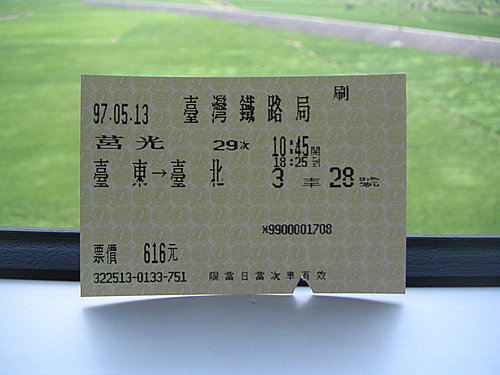 刷
97.05.13 臺灣鐵路局
莒光 29次 10:45開
18:25到
臺東→臺北 3車28號
*9900001708
票價 616元
322513-0133-751 限當日當次車有效